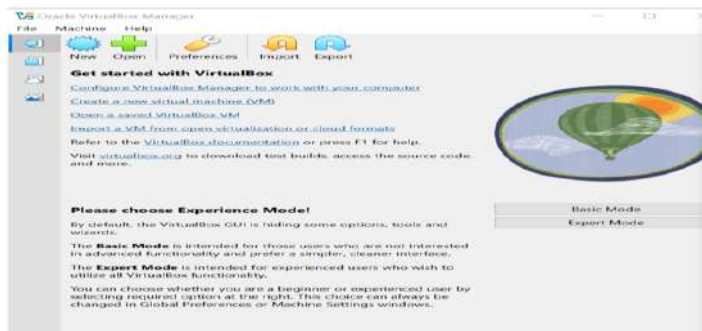 Oracle VirtualBox Manager
File Machine Help
New Open Preferences Import Export
Get started with VirtualBox
Configure VirtualBox Manager to work with your computer
Create a new virtual machine (VM)
Open a saved VirtualBox VM
Import a VM from open virtualization or cloud formats
Refer to the VirtualBox documentation or press F1 for help.
Visit virtualbox.org to download test builds, access the source code,
and more.
Please choose Experience Mode!
By default, the VirtualBox GUI is hiding some options, tools and
wizards.
The Basic Mode is intended for those users who are not interested
in advanced functionality and prefer a simpler, cleaner interface.
The Expert Mode is intended for experienced users who wish to
utilize all VirtualBox functionality.
You can choose whether you are a beginner or experienced user by
selecting required option at the right. This choice can always be
changed in Global Preferences or Machine Settings windows.
Basic Mode
Expert Mode